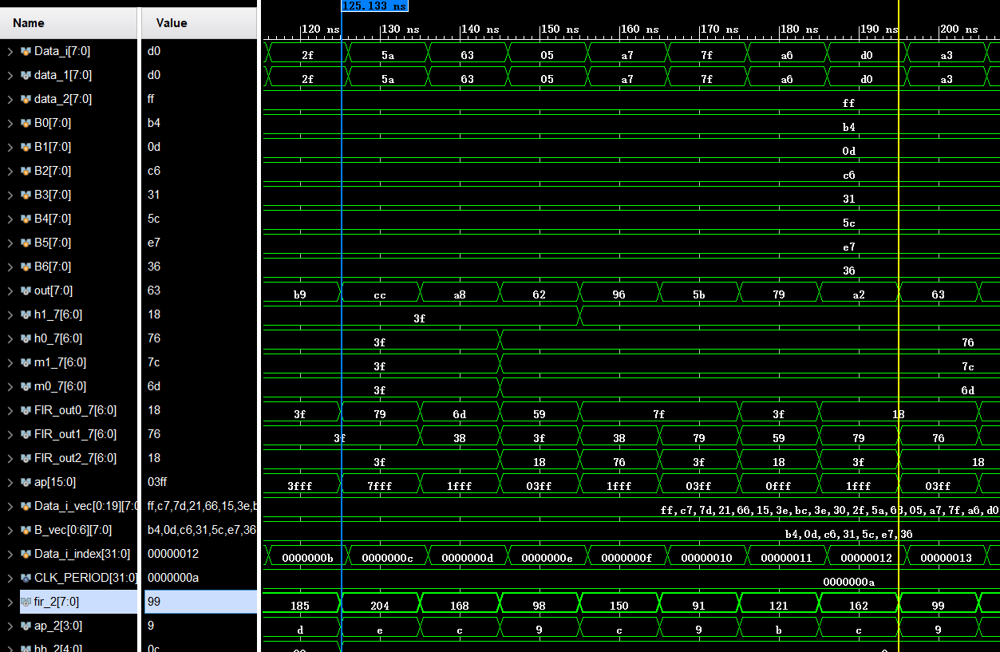 125.133 ns
Name Value 120 ns 130 ns 140 ns 150 ns 160 ns 170 ns 180 ns 190 ns 200 ns
Data_i[7:0] d0 2f 5a 63 05 a7 7f a6 d0 a3
data_1[7:0] d0 2f 5a 63 05 a7 7f a6 d0 a3
data_2[7:0] ff ff
B0[7:0] b4 b4
B1[7:0] 0d 0d
B2[7:0] c6 c6
B3[7:0] 31 31
B4[7:0] 5c 5c
B5[7:0] e7 e7
B6[7:0] 36 36
out[7:0] 63 b9 cc a8 62 96 5b 79 a2 63
h1_7[6:0] 18 3f
h0_7[6:0] 76 3f 76
m1_7[6:0] 7c 3f 7c
m0_7[6:0] 6d 3f 6d
FIR_out0_7[6:0] 18 3f 79 6d 59 7f 3f 18
FIR_out1_7[6:0] 76 3f 38 3f 38 79 59 79 76
FIR_out2_7[6:0] 18 3f 18 76 3f 18 3f 18
ap[15:0] 03ff 3fff 7fff 1fff 03ff 1fff 03ff 0fff 1fff 03ff
Data_i_vec[0:19][7:0 ff,c7,7d,21,66,15,3e,b ff,c7,7d,21,66,15,3e,bc,3e,30,2f,5a,63,05,a7,7f,a6,d0
B_vec[0:6][7:0] b4,0d,c6,31,5c,e7,36 b4,0d,c6,31,5c,e7,36
Data_i_index[31:0] 00000012 0000000b 0000000c 0000000d 0000000e 0000000f 00000010 00000011 00000012 00000013
CLK_PERIOD[31:0] 0000000a 0000000a
fir_2[7:0] 99 185 204 168 98 150 91 121 162 99
ap_2[3:0] 9 d e c 9 c 9 b c 9
hh_2[4:0] 0c